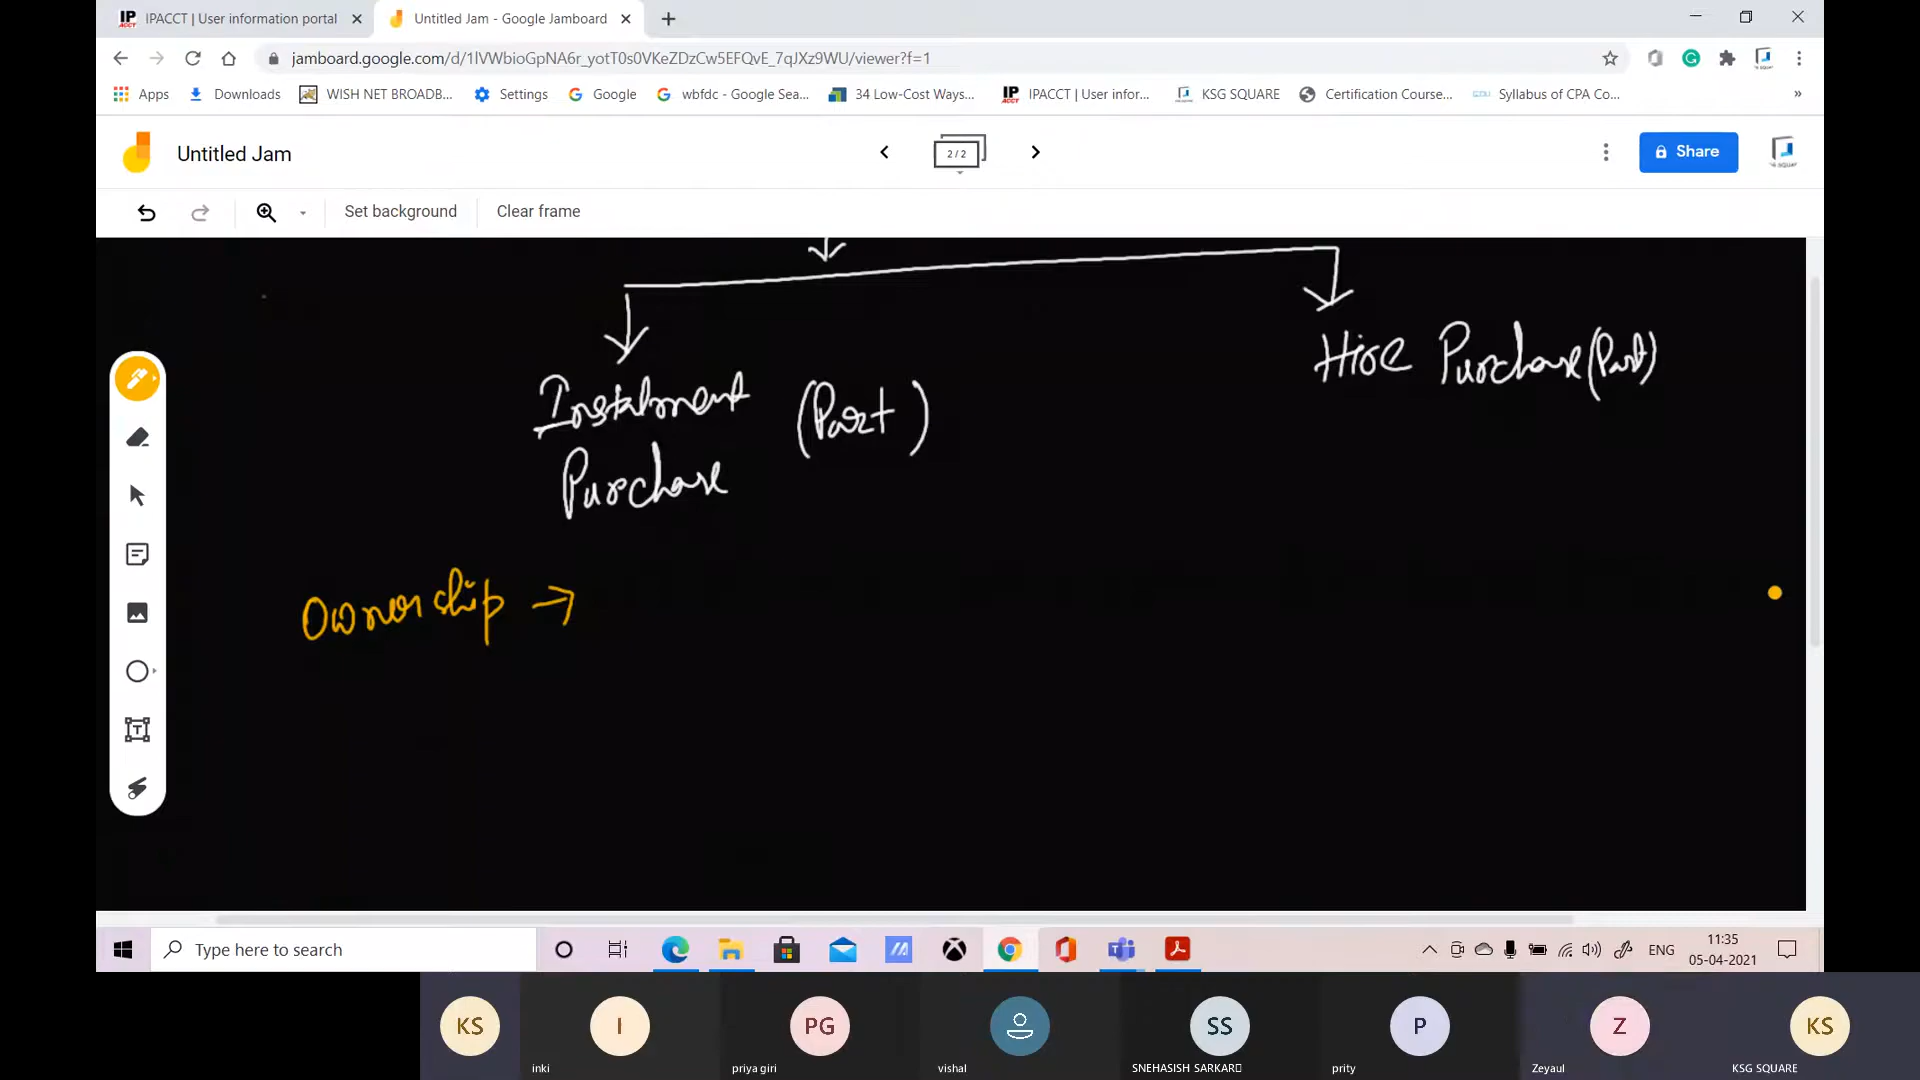 IPACCT | User information portal
Untitled Jam - Google Jamboard
jamboard.google.com/d/1lVWbioGpNA6r_yotT0s0VKeZDzCw5EFQvE_7qJXz9WU/viewer?f=1
Apps Downloads WISH NET BROADB... Settings Google wbfdc - Google Sea... 34 Low-Cost Ways... IPACCT | User infor... KSG SQUARE Certification Course... Syllabus of CPA Co... »
Untitled Jam
2 / 2
Share
Set background Clear frame
Hire Purchase (Part)
Instalment (Part)
Purchase
Ownership →
Type here to search
ENG
11:35
05-04-2021
KS I PG SS P Z KS
inki priya giri vishal SNEHASISH SARKAR prity Zeyaul KSG SQUARE